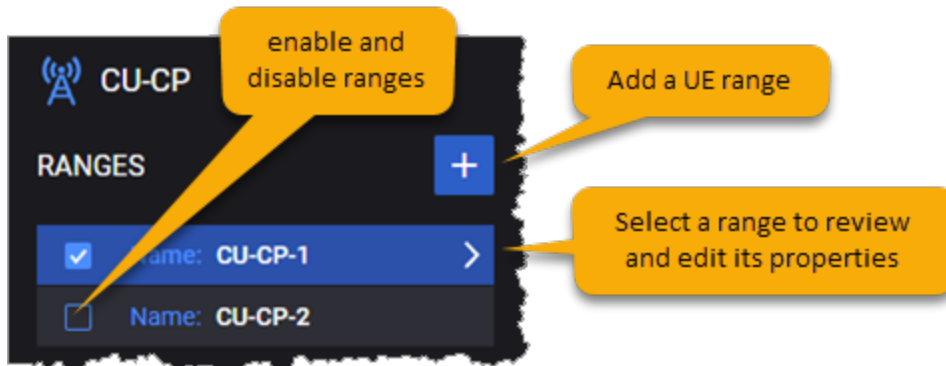 enable and
disable ranges
CU-CP
Add a UE range
RANGES
Select a range to review
and edit its properties
Name: CU-CP-1
Name: CU-CP-2